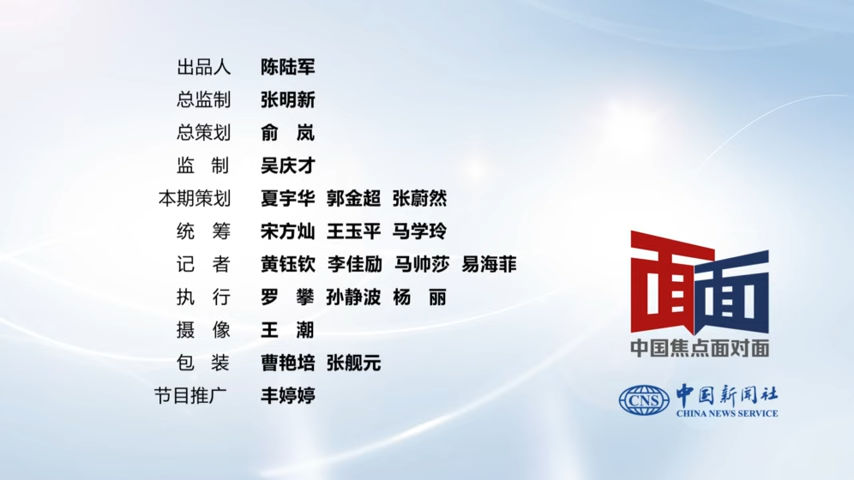 出品人 陈陆军
总监制 张明新
总策划 俞 岚
监 制 吴庆才
本期策划 夏宇华 郭金超 张蔚然
统 筹 宋方灿 王玉平 马学玲
记 者 黄钰钦 李佳励 马帅莎 易海菲
执 行 罗 攀 孙静波 杨 丽
摄 像 王 潮
包 装 曹艳培 张舰元
节目推广 丰婷婷
面面
中国焦点面对面
CNS 中国新闻社
CHINA NEWS SERVICE